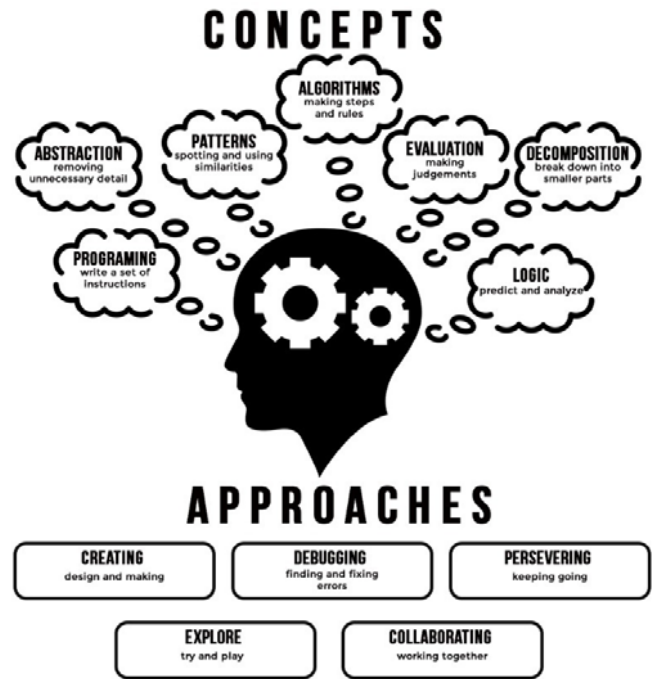 CONCEPTS
ALGORITHMS
making steps
and rules
PATTERNS
spotting and using
similarities
EVALUATION
making
judgements
ABSTRACTION
removing
unnecessary detail
DECOMPOSITION
break down into
smaller parts
PROGRAMING
write a set of
instructions
LOGIC
predict and analyze
APPROACHES
CREATING
design and making
DEBUGGING
finding and fixing
errors
PERSEVERING
keeping going
EXPLORE
try and play
COLLABORATING
working together